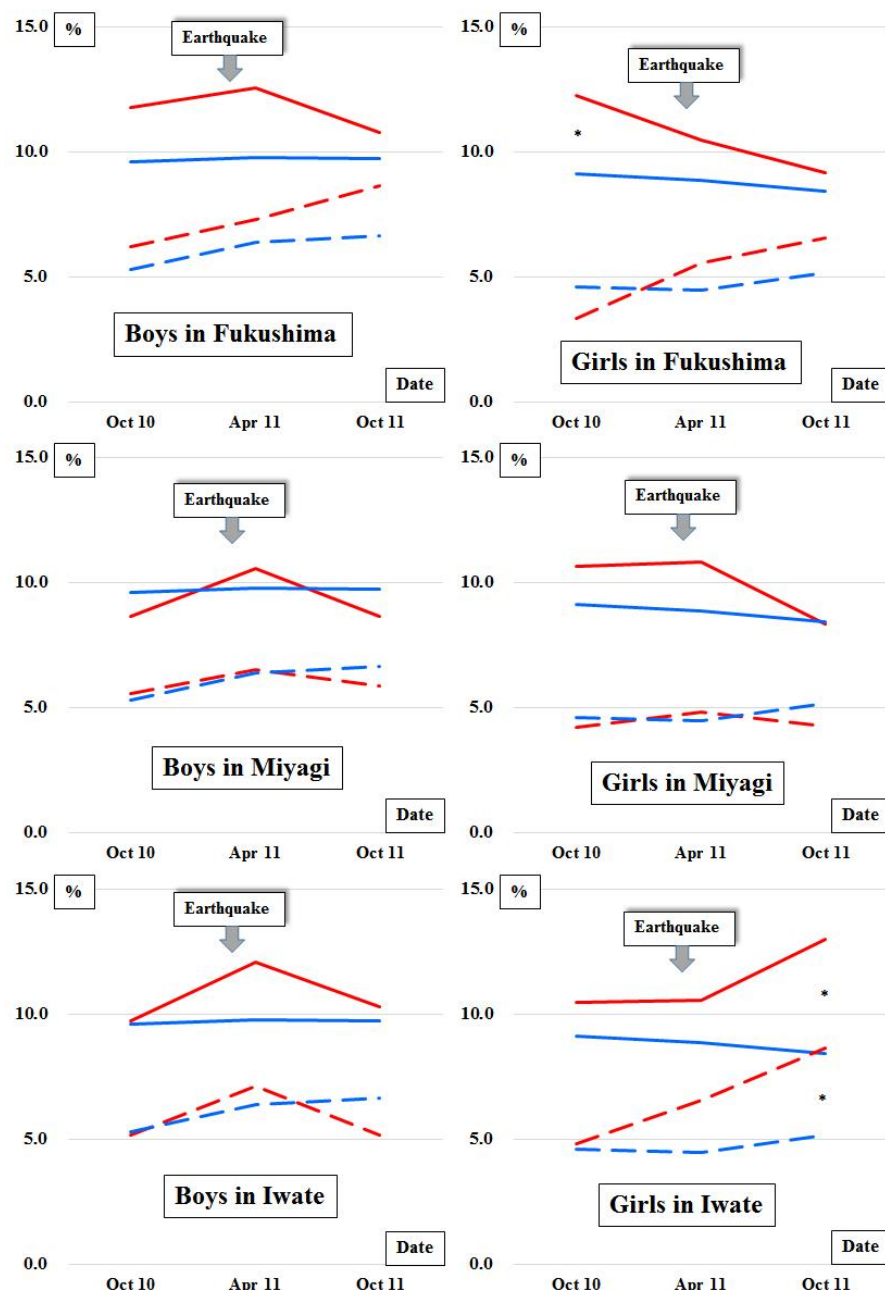 15.0 %
Earthquake
10.0
5.0
Boys in Fukushima
Date
0.0
Oct 10 Apr 11 Oct 11
15.0 %
Earthquake
*
10.0
5.0
Girls in Fukushima
Date
0.0
Oct 10 Apr 11 Oct 11
15.0 %
Earthquake
10.0
5.0
Boys in Miyagi
Date
0.0
Oct 10 Apr 11 Oct 11
15.0 %
Earthquake
10.0
5.0
Girls in Miyagi
Date
0.0
Oct 10 Apr 11 Oct 11
15.0 %
Earthquake
10.0
5.0
Boys in Iwate
Date
0.0
Oct 10 Apr 11 Oct 11
15.0 %
Earthquake
10.0
*
*
5.0
Girls in Iwate
Date
0.0
Oct 10 Apr 11 Oct 11